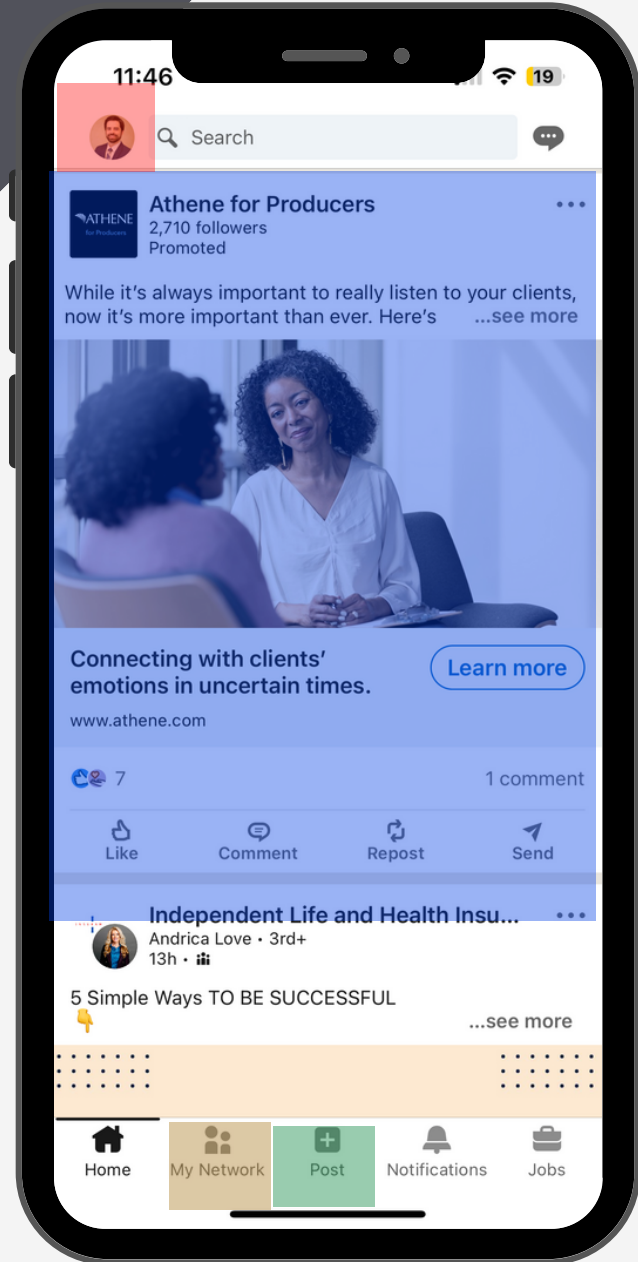 11:46
19
Search
ATHENE
for Producers
Athene for Producers
2,710 followers
Promoted
While it's always important to really listen to your clients,
now it's more important than ever. Here's ...see more
Connecting with clients'
emotions in uncertain times.
Learn more
www.athene.com
7
1 comment
Like Comment Repost Send
Independent Life and Health Insu...
Andrica Love • 3rd+
13h •
5 Simple Ways TO BE SUCCESSFUL
👇
...see more
Home My Network Post Notifications Jobs